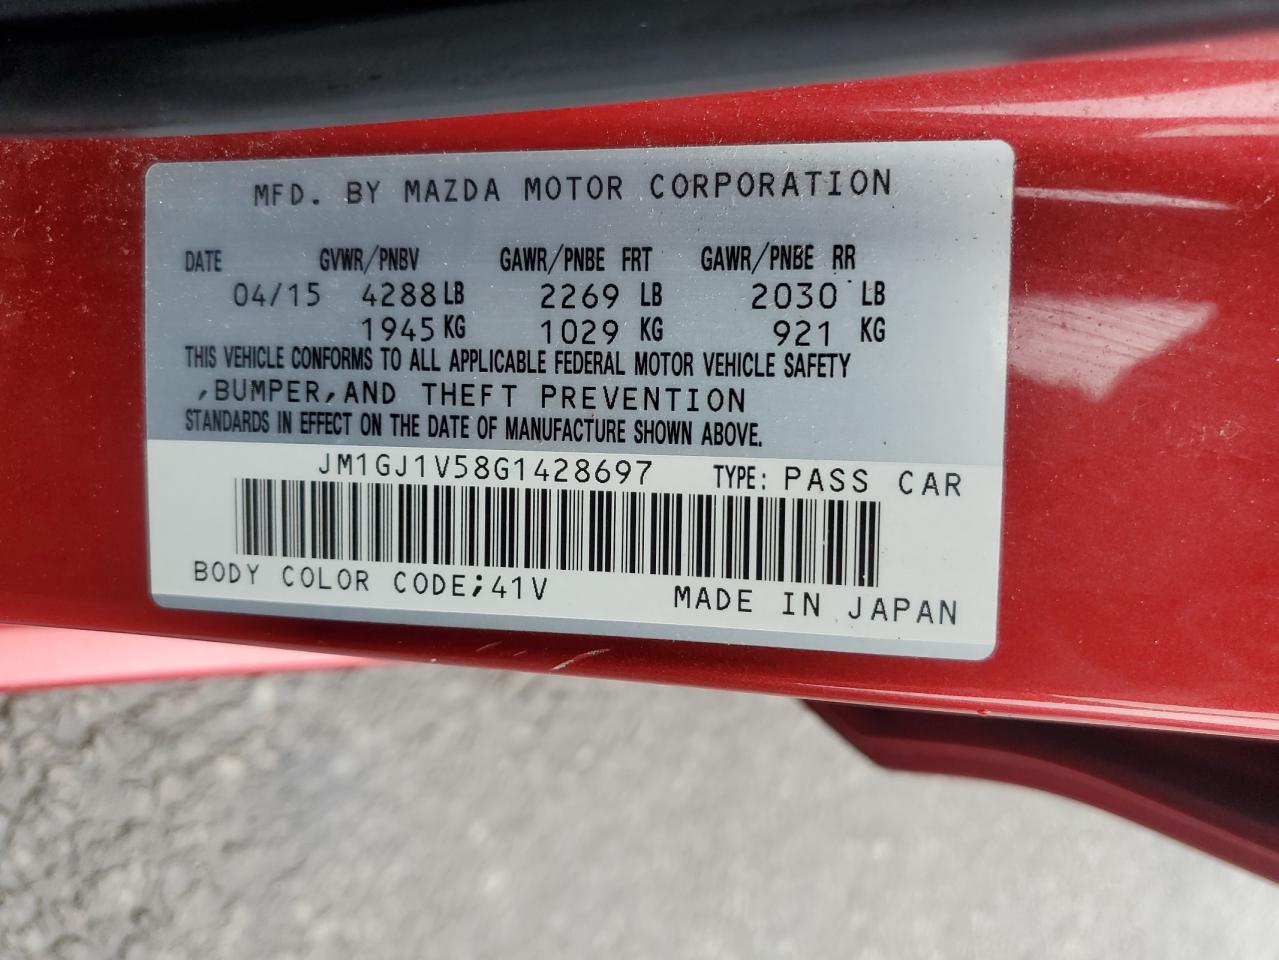 MFD. BY MAZDA MOTOR CORPORATION
DATE GVWR/PNBV GAWR/PNBE FRT GAWR/PNBE RR
04/15 4288 LB 2269 LB 2030 LB
1945 KG 1029 KG 921 KG
THIS VEHICLE CONFORMS TO ALL APPLICABLE FEDERAL MOTOR VEHICLE SAFETY
,BUMPER,AND THEFT PREVENTION
STANDARDS IN EFFECT ON THE DATE OF MANUFACTURE SHOWN ABOVE.
JM1GJ1V58G1428697 TYPE: PASS CAR
BODY COLOR CODE;41V MADE IN JAPAN